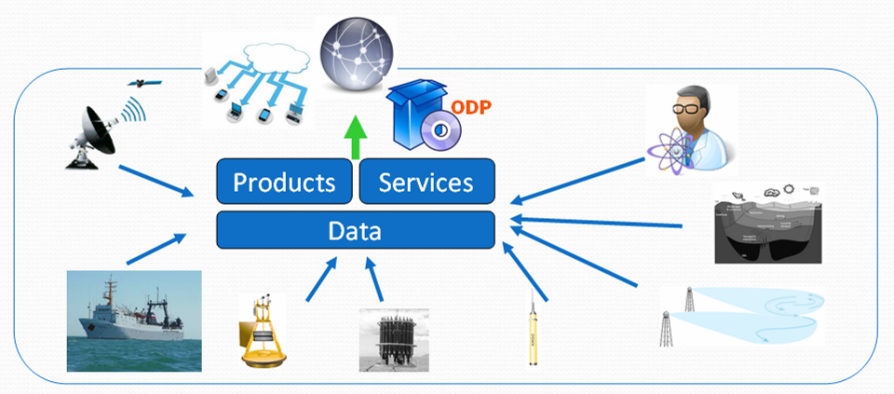 ODP
Products
Services
Data